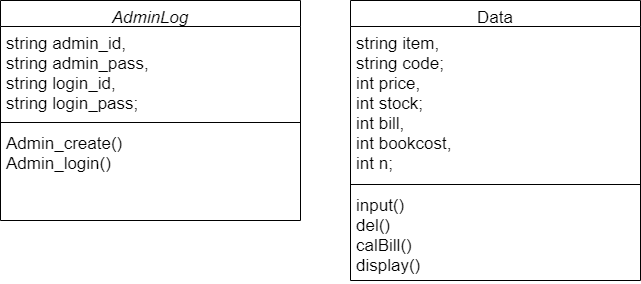 AdminLog
string admin_id,
string admin_pass,
string login_id,
string login_pass;
Admin_create()
Admin_login()
Data
string item,
string code;
int price,
int stock;
int bill,
int bookcost,
int n;
input()
del()
calBill()
display()